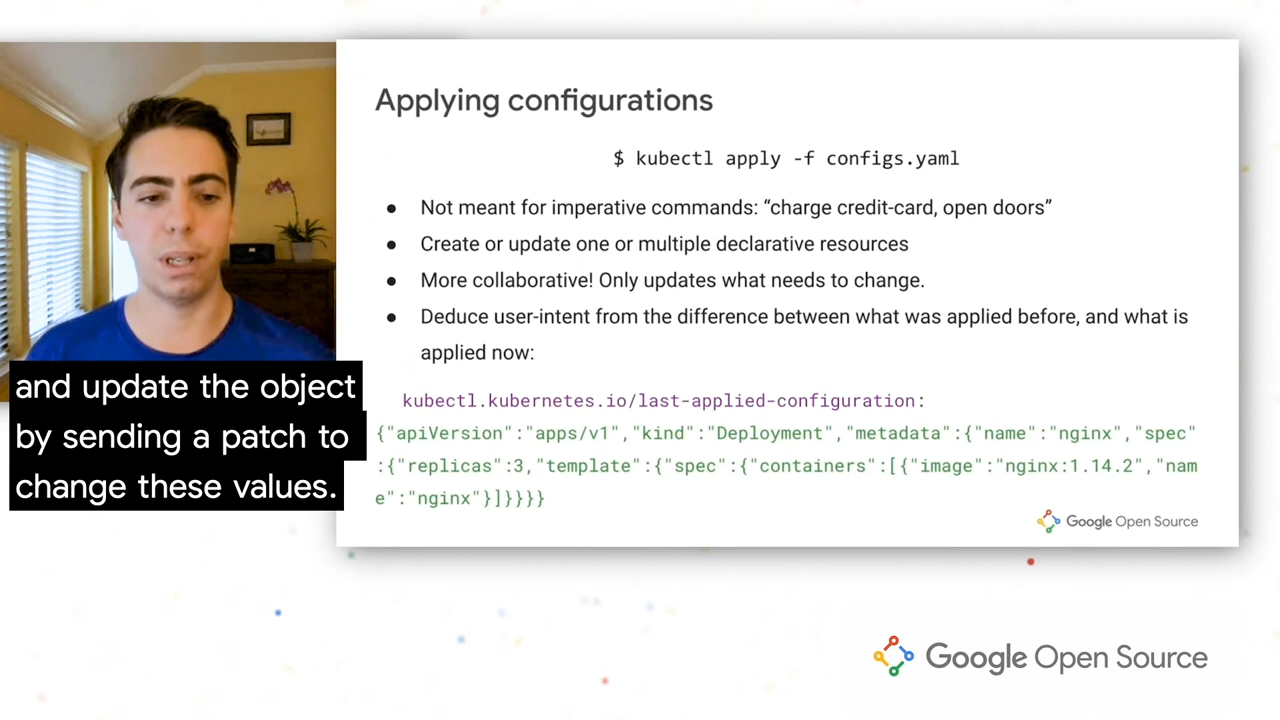 Applying configurations
$ kubectl apply -f configs.yaml
● Not meant for imperative commands: “charge credit-card, open doors”
● Create or update one or multiple declarative resources
● More collaborative! Only updates what needs to change.
● Deduce user-intent from the difference between what was applied before, and what is
applied now:
kubectl.kubernetes.io/last-applied-configuration:
{"apiVersion":"apps/v1","kind":"Deployment","metadata":{"name":"nginx","spec"
:{"replicas":3,"template":{"spec":{"containers":[{"image":"nginx:1.14.2","nam
e":"nginx"}]}}}}
Google Open Source
and update the object
by sending a patch to
change these values.
Google Open Source